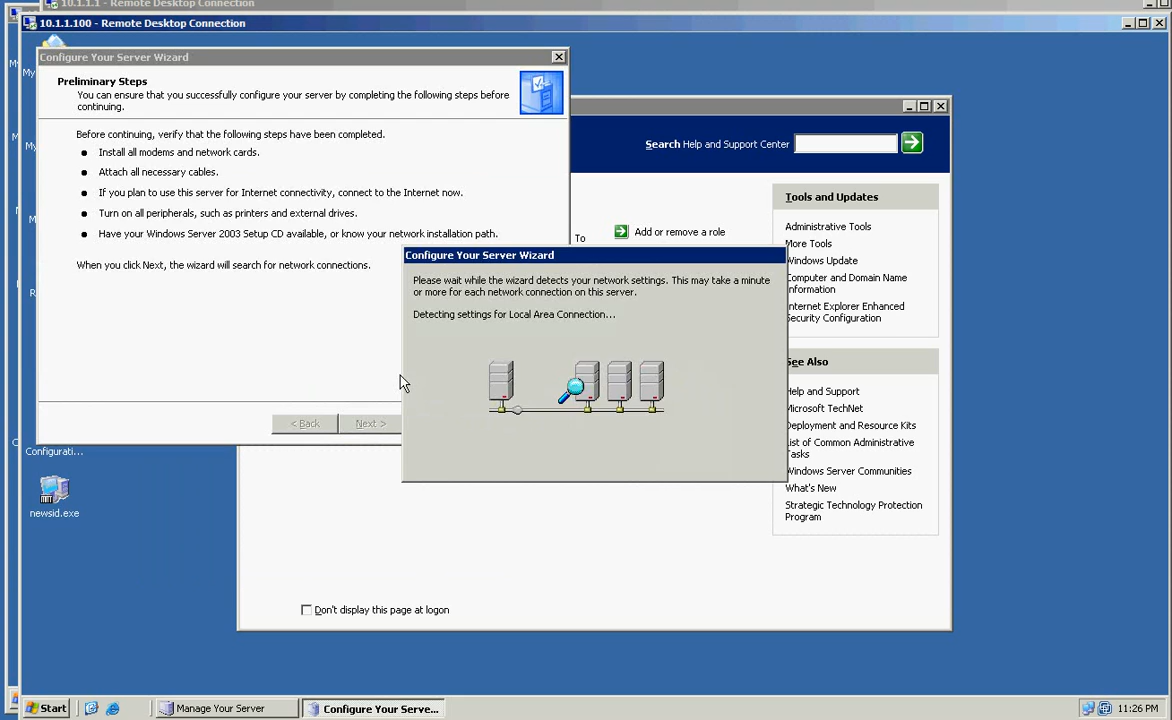 10.1.1.1 - Remote Desktop Connection
10.1.1.100 - Remote Desktop Connection
Configure Your Server Wizard
Preliminary Steps
You can ensure that you successfully configure your server by completing the following steps before
continuing.
Before continuing, verify that the following steps have been completed.
Install all modems and network cards.
Attach all necessary cables.
If you plan to use this server for Internet connectivity, connect to the Internet now.
Turn on all peripherals, such as printers and external drives.
Have your Windows Server 2003 Setup CD available, or know your network installation path.
When you click Next, the wizard will search for network connections.
< Back
Next >
Search Help and Support Center
To
Add or remove a role
Configure Your Server Wizard
Please wait while the wizard detects your network settings. This may take a minute
or more for each network connection on this server.
Detecting settings for Local Area Connection...
Tools and Updates
Administrative Tools
More Tools
Windows Update
Computer and Domain Name
Information
Internet Explorer Enhanced
Security Configuration
See Also
Help and Support
Microsoft TechNet
Deployment and Resource Kits
List of Common Administrative
Tasks
Windows Server Communities
What's New
Strategic Technology Protection
Program
Don't display this page at logon
My
My
M
R
Configurati...
newsid.exe
Start
Manage Your Server
Configure Your Serve...
11:26 PM